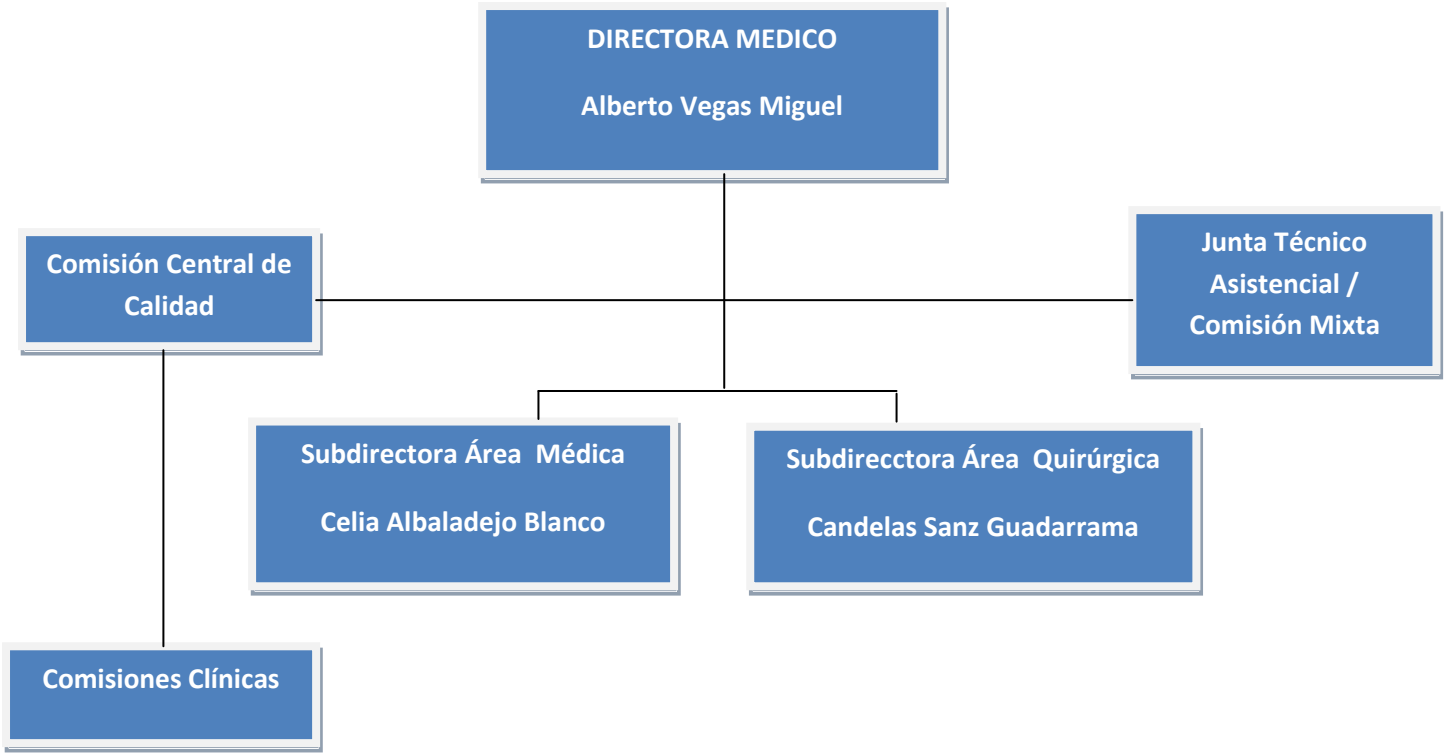 DIRECTORA MEDICO
Alberto Vegas Miguel
Comisión Central de
Calidad
Junta Técnico
Asistencial /
Comisión Mixta
Subdirectora Área  Médica
Celia Albaladejo Blanco
Subdirecctora Área  Quirúrgica
Candelas Sanz Guadarrama
Comisiones Clínicas